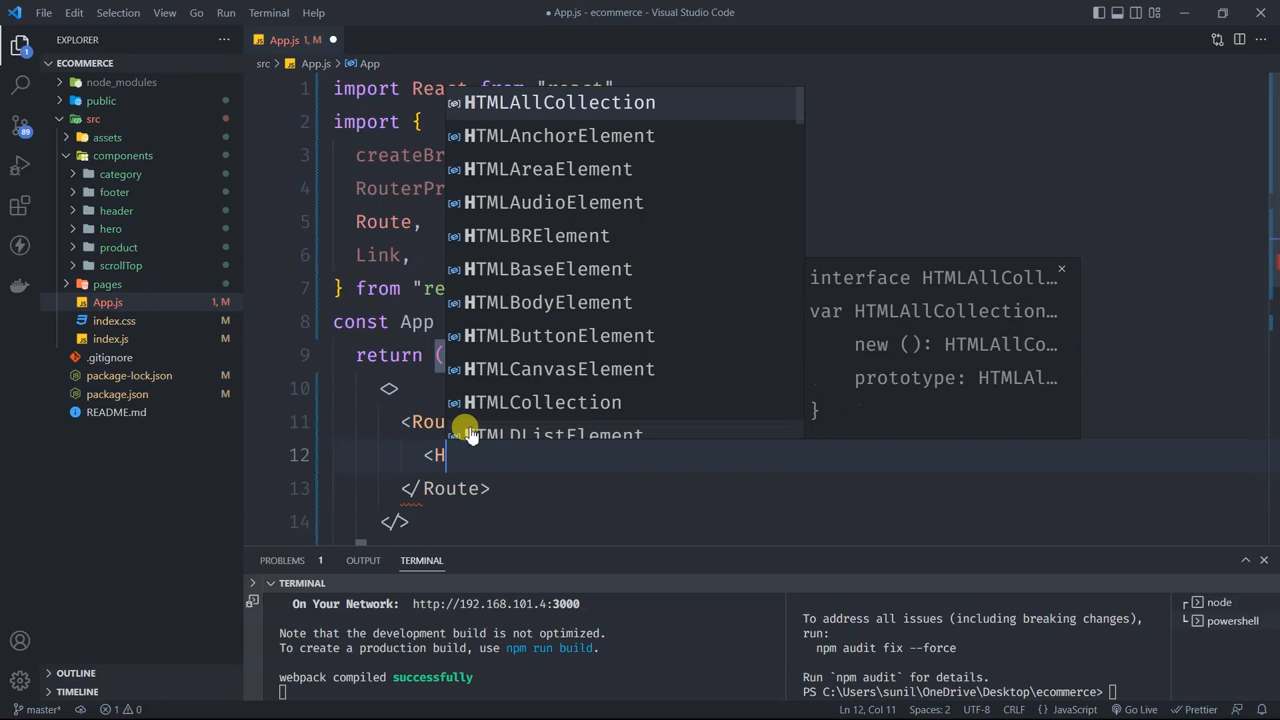 File Edit Selection View Go Run Terminal Help
● App.js - ecommerce - Visual Studio Code
EXPLORER
ECOMMERCE
node_modules
public
src
assets
components
category
footer
header
hero
product
scrollTop
pages
App.js 1, M
index.css M
index.js M
.gitignore
package-lock.json M
package.json M
README.md
OUTLINE
TIMELINE
1
89
App.js 1, M ●
src > App.js > App
1 import React from "react"
2 import {
3 createBr
4 RouterPr
5 Route,
6 Link,
7 } from "re
8 const App
9 return (
10 <>
11 <Rou
12 <H
13 </Route>
14 </>
HTMLAllCollection
HTMLAnchorElement
HTMLAreaElement
HTMLAudioElement
HTMLBRElement
HTMLBaseElement
HTMLBodyElement
HTMLButtonElement
HTMLCanvasElement
HTMLCollection
HTMLDListElement
interface HTMLAllColl…
var HTMLAllCollection…
new (): HTMLAllCo…
prototype: HTMLAl…
}
PROBLEMS 1 OUTPUT TERMINAL
TERMINAL
On Your Network: http://192.168.101.4:3000
Note that the development build is not optimized.
To create a production build, use npm run build.
webpack compiled successfully
To address all issues (including breaking changes),
run:
npm audit fix --force
Run `npm audit` for details.
PS C:\Users\sunil\OneDrive\Desktop\ecommerce>
node
powershell
master* 1 0 Ln 12, Col 11 Spaces: 2 UTF-8 CRLF JavaScript Go Live Prettier